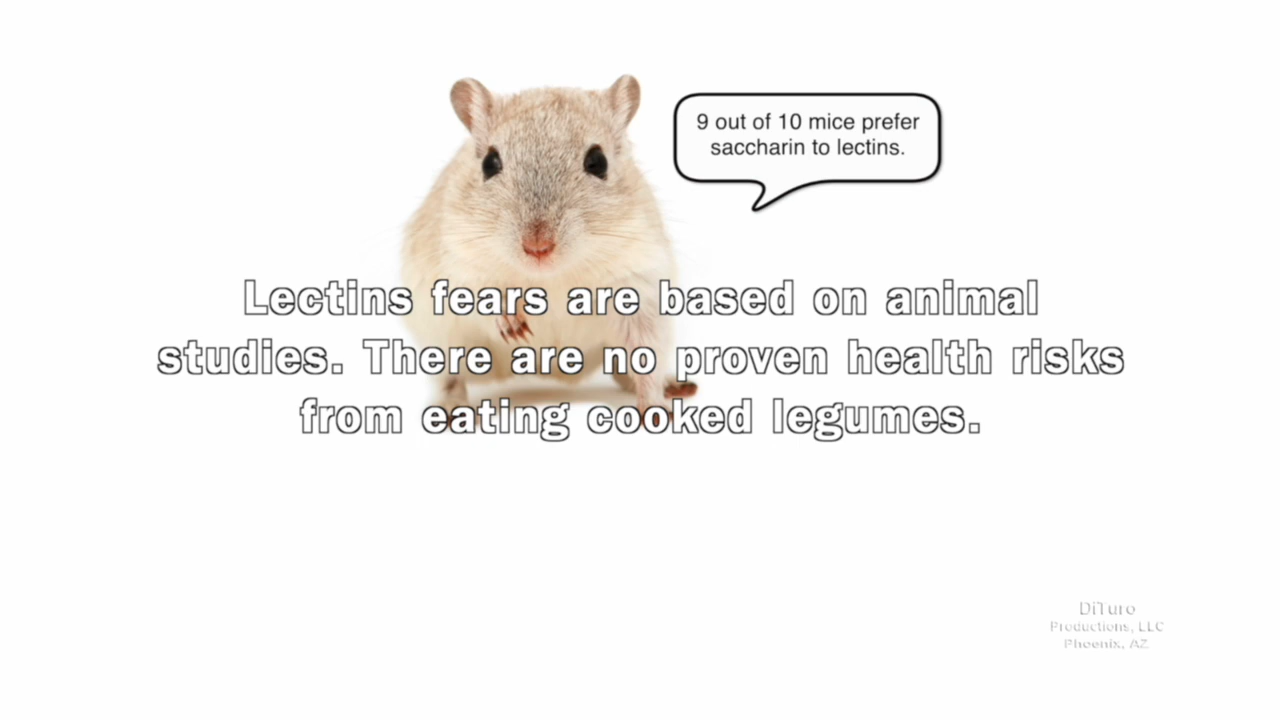 9 out of 10 mice prefer
saccharin to lectins.
Lectins fears are based on animal
studies. There are no proven health risks
from eating cooked legumes.
DiTuro
Productions, LLC
Phoenix, AZ